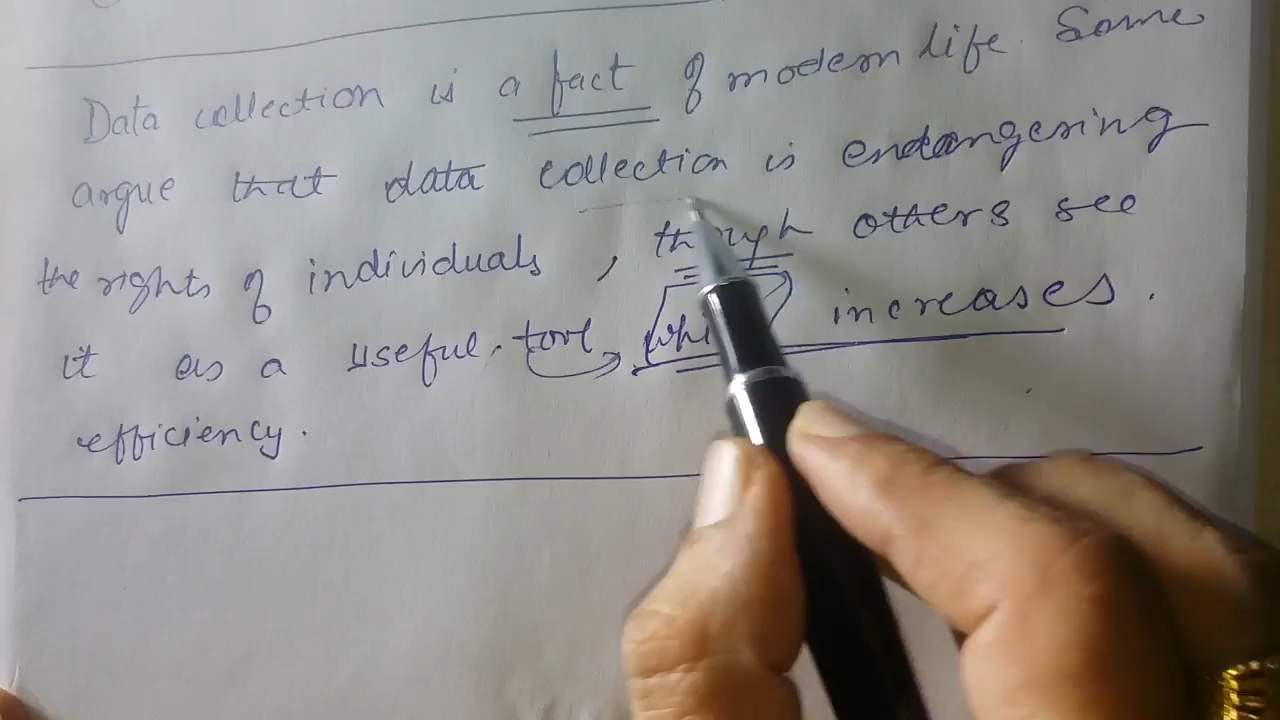 Data collection is a fact of modern life. Some
argue that data collection is endangering
the rights of individuals, though others see
it as a useful tool, which increases.
efficiency.